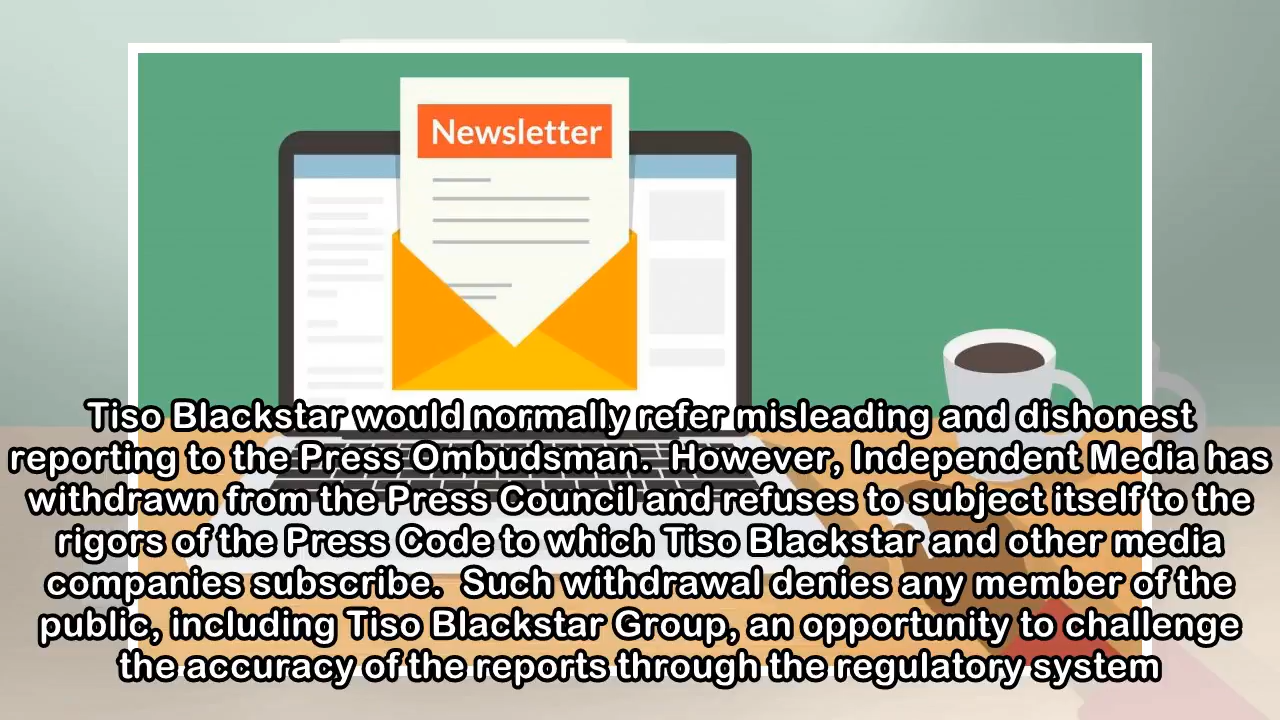 Newsletter
Tiso Blackstar would normally refer misleading and dishonest
reporting to the Press Ombudsman.  However, Independent Media has
withdrawn from the Press Council and refuses to subject itself to the
rigors of the Press Code to which Tiso Blackstar and other media
companies subscribe.  Such withdrawal denies any member of the
public, including Tiso Blackstar Group, an opportunity to challenge
the accuracy of the reports through the regulatory system